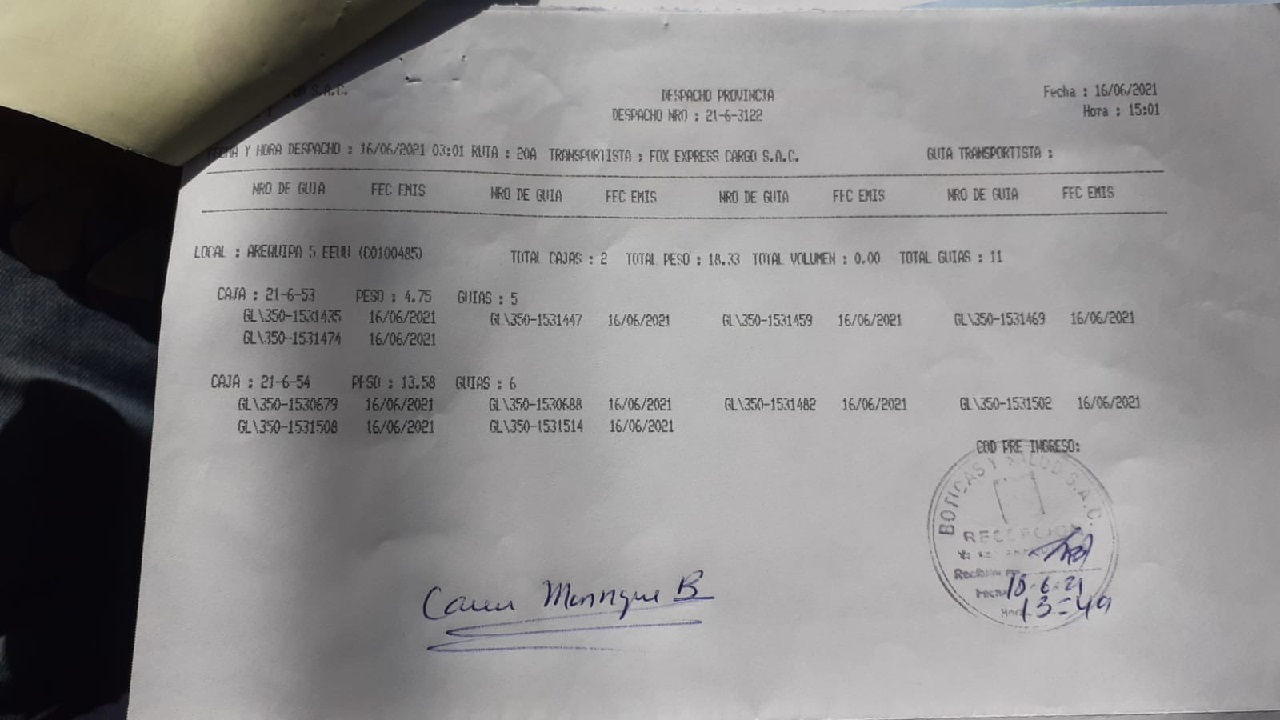 S.A.C.
DESPACHO PROVINCIA
Fecha : 16/06/2021
DESPACHO NRO : 21-6-3122
Hora : 15:01
Y HORA DESPACHO : 16/06/2021 03:01 RUTA : 20A TRANSPORTISTA : FOX EXPRESS CARGO S.A.C. GUIA TRANSPORTISTA :
NRO DE GUIA FEC EMIS NRO DE GUIA FEC EMIS NRO DE GUIA FEC EMIS NRO DE GUIA FEC EMIS
LOCAL : AREQUIPA 5 EEUU (CO100485) TOTAL CAJAS : 2 TOTAL PESO : 18.33 TOTAL VOLUMEN : 0.00 TOTAL GUIAS : 11
CAJA : 21-6-53 PESO : 4.75 GUIAS : 5
GL\350-1531435 16/06/2021 GL\350-1531447 16/06/2021 GL\350-1531459 16/06/2021 GL\350-1531469 16/06/2021
GL\350-1531474 16/06/2021
CAJA : 21-6-54 PESO : 13.58 GUIAS : 6
GL\350-1530679 16/06/2021 GL\350-1530688 16/06/2021 GL\350-1531482 16/06/2021 GL\350-1531502 16/06/2021
GL\350-1531508 16/06/2021 GL\350-1531514 16/06/2021
COD PRE INGRESO:
BOTICAS Y SALUD S.A.C.
RECEPCION
Fecha 18-6-21
Hora 13=49
Manrique B